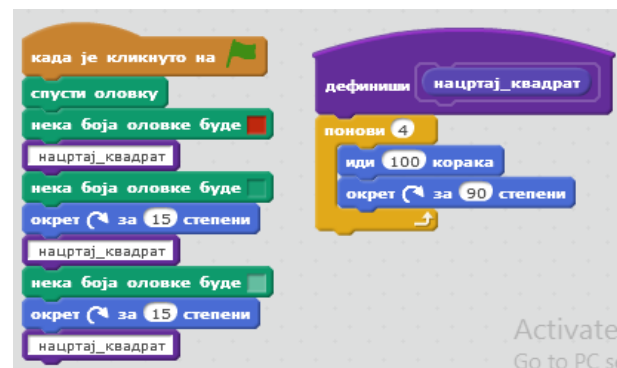 када је кликнуто на
спусти оловку
нека боја оловке буде
нацртај_квадрат
нека боја оловке буде
окрет за 15 степени
нацртај_квадрат
нека боја оловке буде
окрет за 15 степени
нацртај_квадрат
дефиниши нацртај_квадрат
понови 4
иди 100 корака
окрет за 90 степени
Activate
Go to PC se